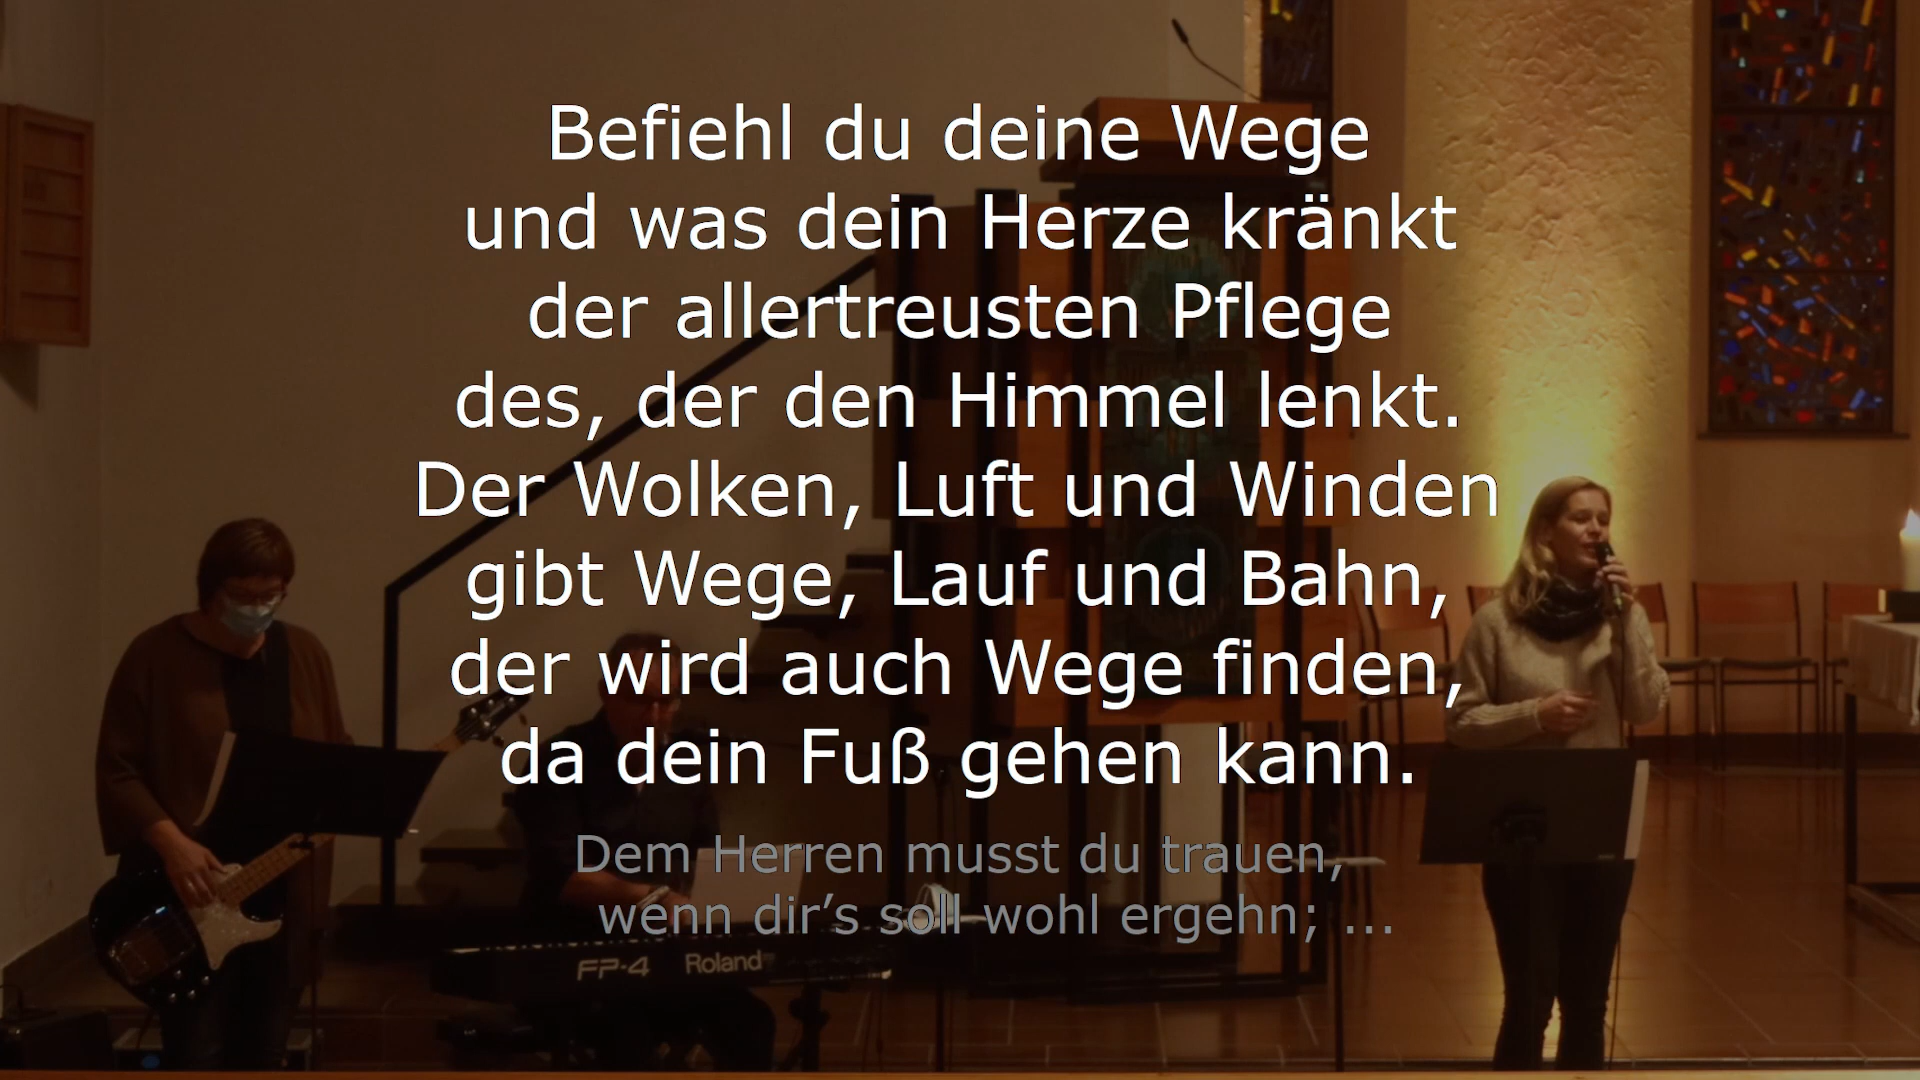 Befiehl du deine Wege
und was dein Herze kränkt
der allertreusten Pflege
des, der den Himmel lenkt.
Der Wolken, Luft und Winden
gibt Wege, Lauf und Bahn,
der wird auch Wege finden,
da dein Fuß gehen kann.
Dem Herren musst du trauen,
wenn dir’s soll wohl ergehn; ...
FP-4 Roland